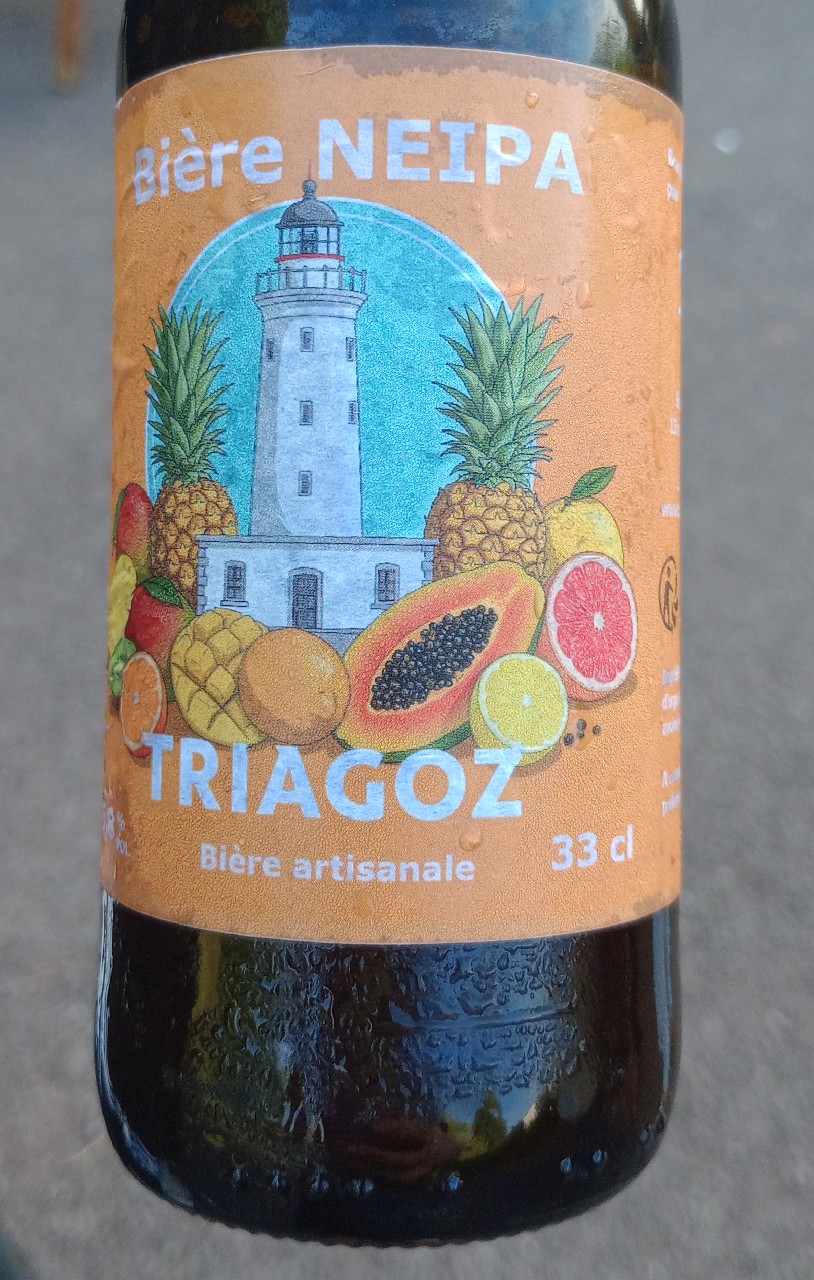 Bière NEIPA
TRIAGOZ
Bière artisanale
33 cl